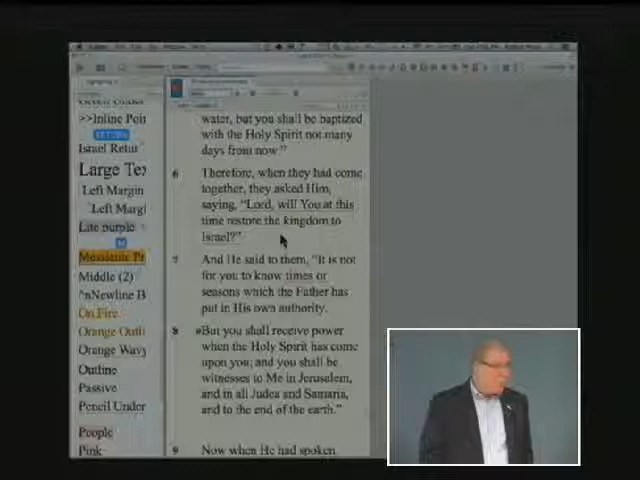 >>Inline Poin
RETURN
Israel Retur
Large Tex
Left Margin
Left Margi
Lite purple
M
Messianic Pr
Middle (2)
^nNewline B
On Fire
Orange Outli
Orange Wavy
Outline
Passive
Pencil Under
People
Pink
water, but you shall be baptized
with the Holy Spirit not many
days from now."
6 Therefore, when they had come
together, they asked Him,
saying, "Lord, will You at this
time restore the kingdom to
Israel?"
7 And He said to them, "It is not
for you to know times or
seasons which the Father has
put in His own authority.
8 »But you shall receive power
when the Holy Spirit has come
upon you; and you shall be
witnesses to Me in Jerusalem,
and in all Judea and Samaria,
and to the end of the earth."
9 Now when He had spoken